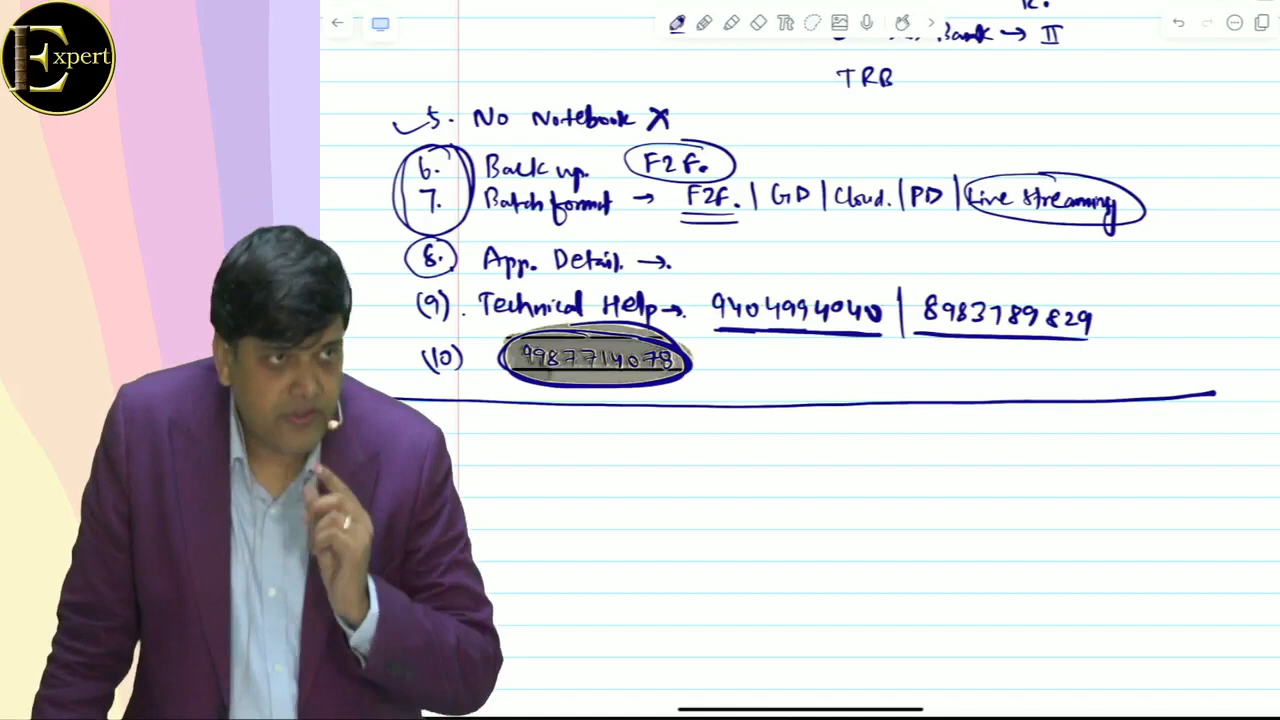 Expert
Bank → II
TRB
5. No Notebook X
6. Back up. F2F.
7. Batch format → F2F. | GD | Cloud. | PD | Live Streaming
8. App. Detail. →.
(9). Technical Help →. 9404994040 | 8983789829
(10) 9987714078